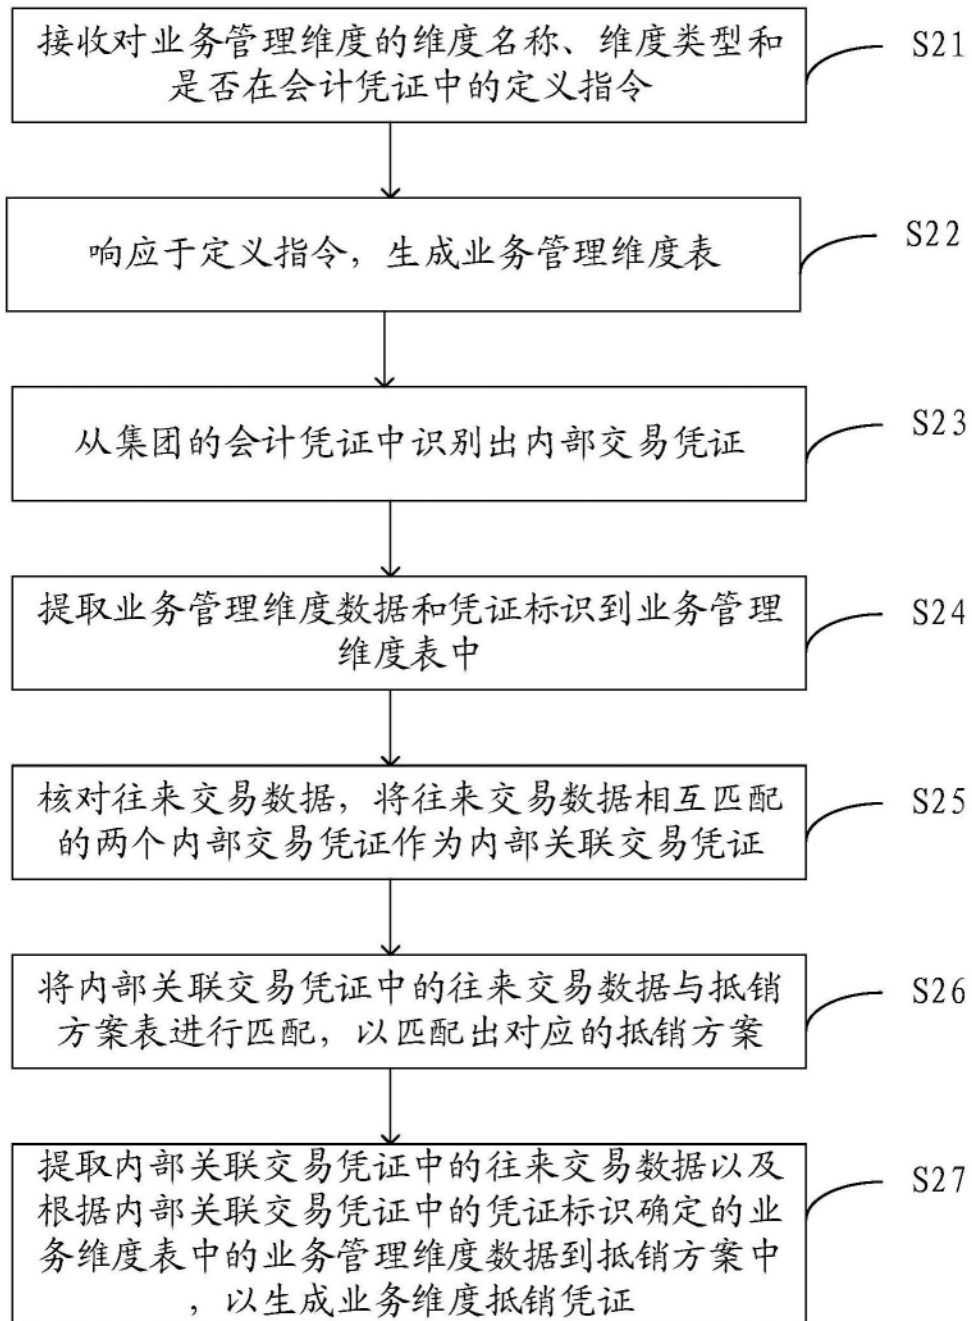 接收对业务管理维度的维度名称、维度类型和
是否在会计凭证中的定义指令
S21
响应于定义指令，生成业务管理维度表
S22
从集团的会计凭证中识别出内部交易凭证
S23
提取业务管理维度数据和凭证标识到业务管理
维度表中
S24
核对往来交易数据，将往来交易数据相互匹配
的两个内部交易凭证作为内部关联交易凭证
S25
将内部关联交易凭证中的往来交易数据与抵销
方案表进行匹配，以匹配出对应的抵销方案
S26
提取内部关联交易凭证中的往来交易数据以及
根据内部关联交易凭证中的凭证标识确定的业
务维度表中的业务管理维度数据到抵销方案中
，以生成业务维度抵销凭证
S27